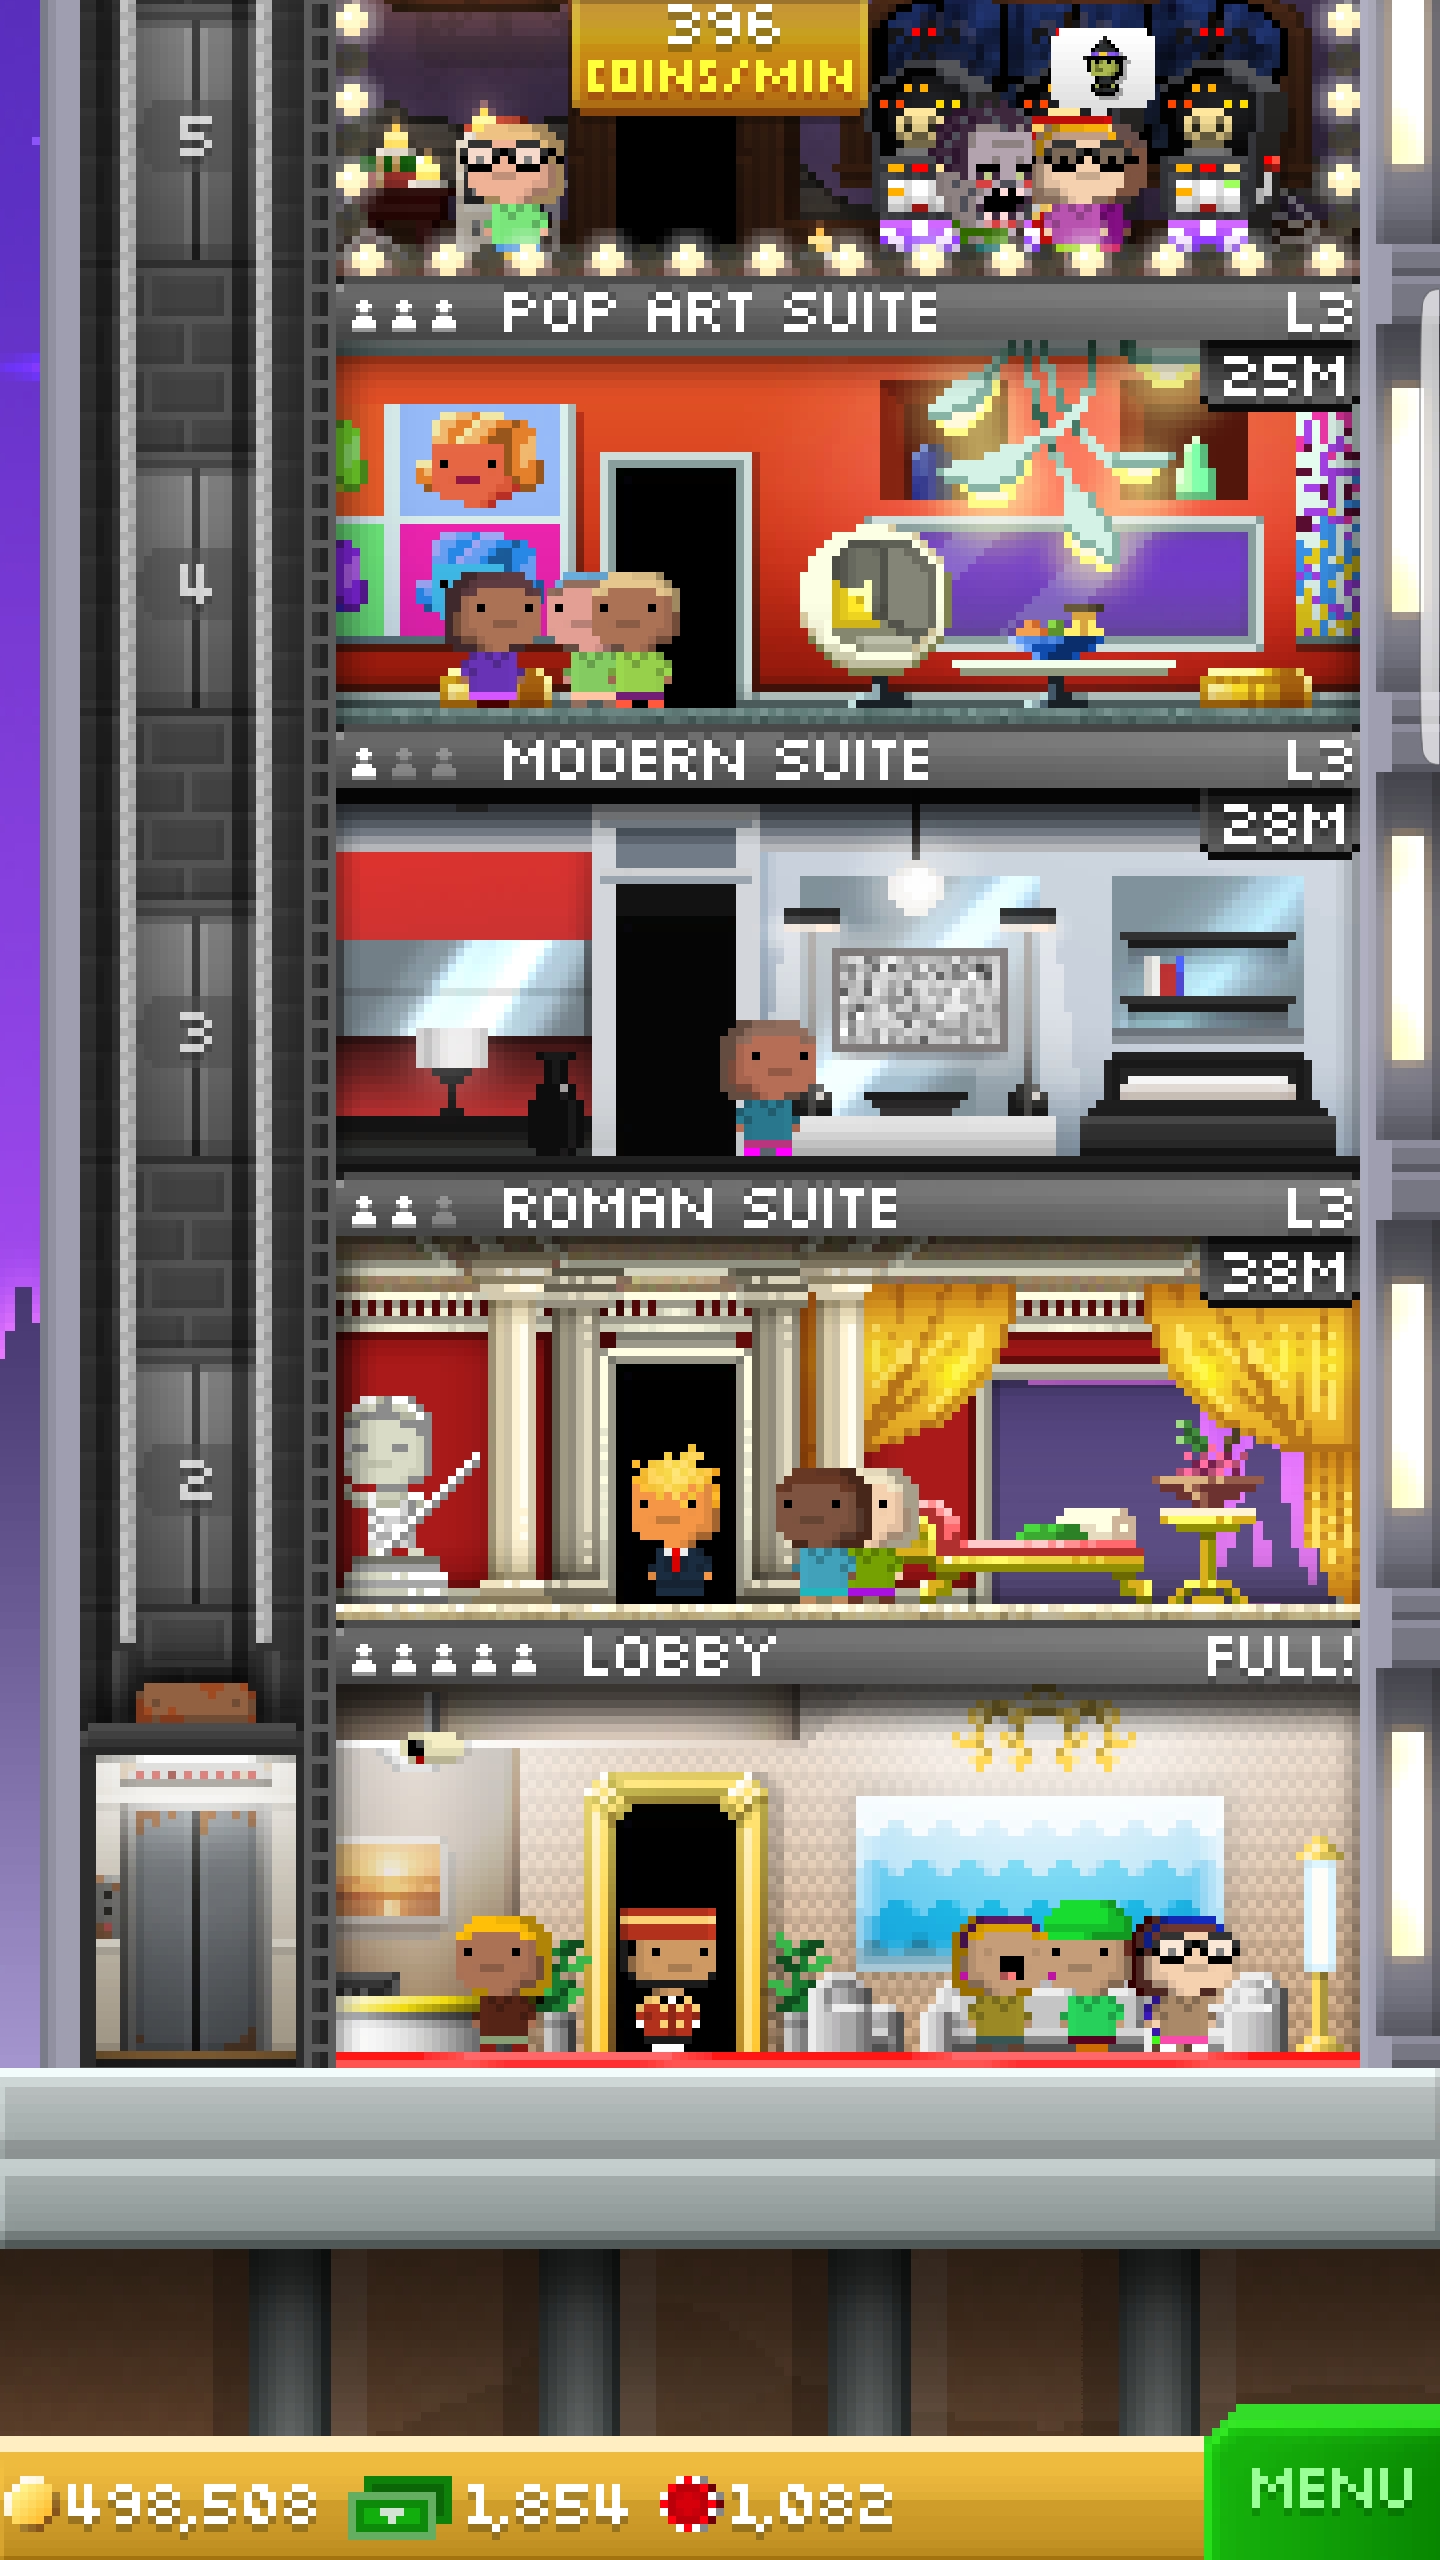 396
COINS/MIN
5
POP ART SUITE L3
25M
4
MODERN SUITE L3
28M
3
ROMAN SUITE L3
38M
2
LOBBY FULL!
498,508 1,854 1,082 MENU